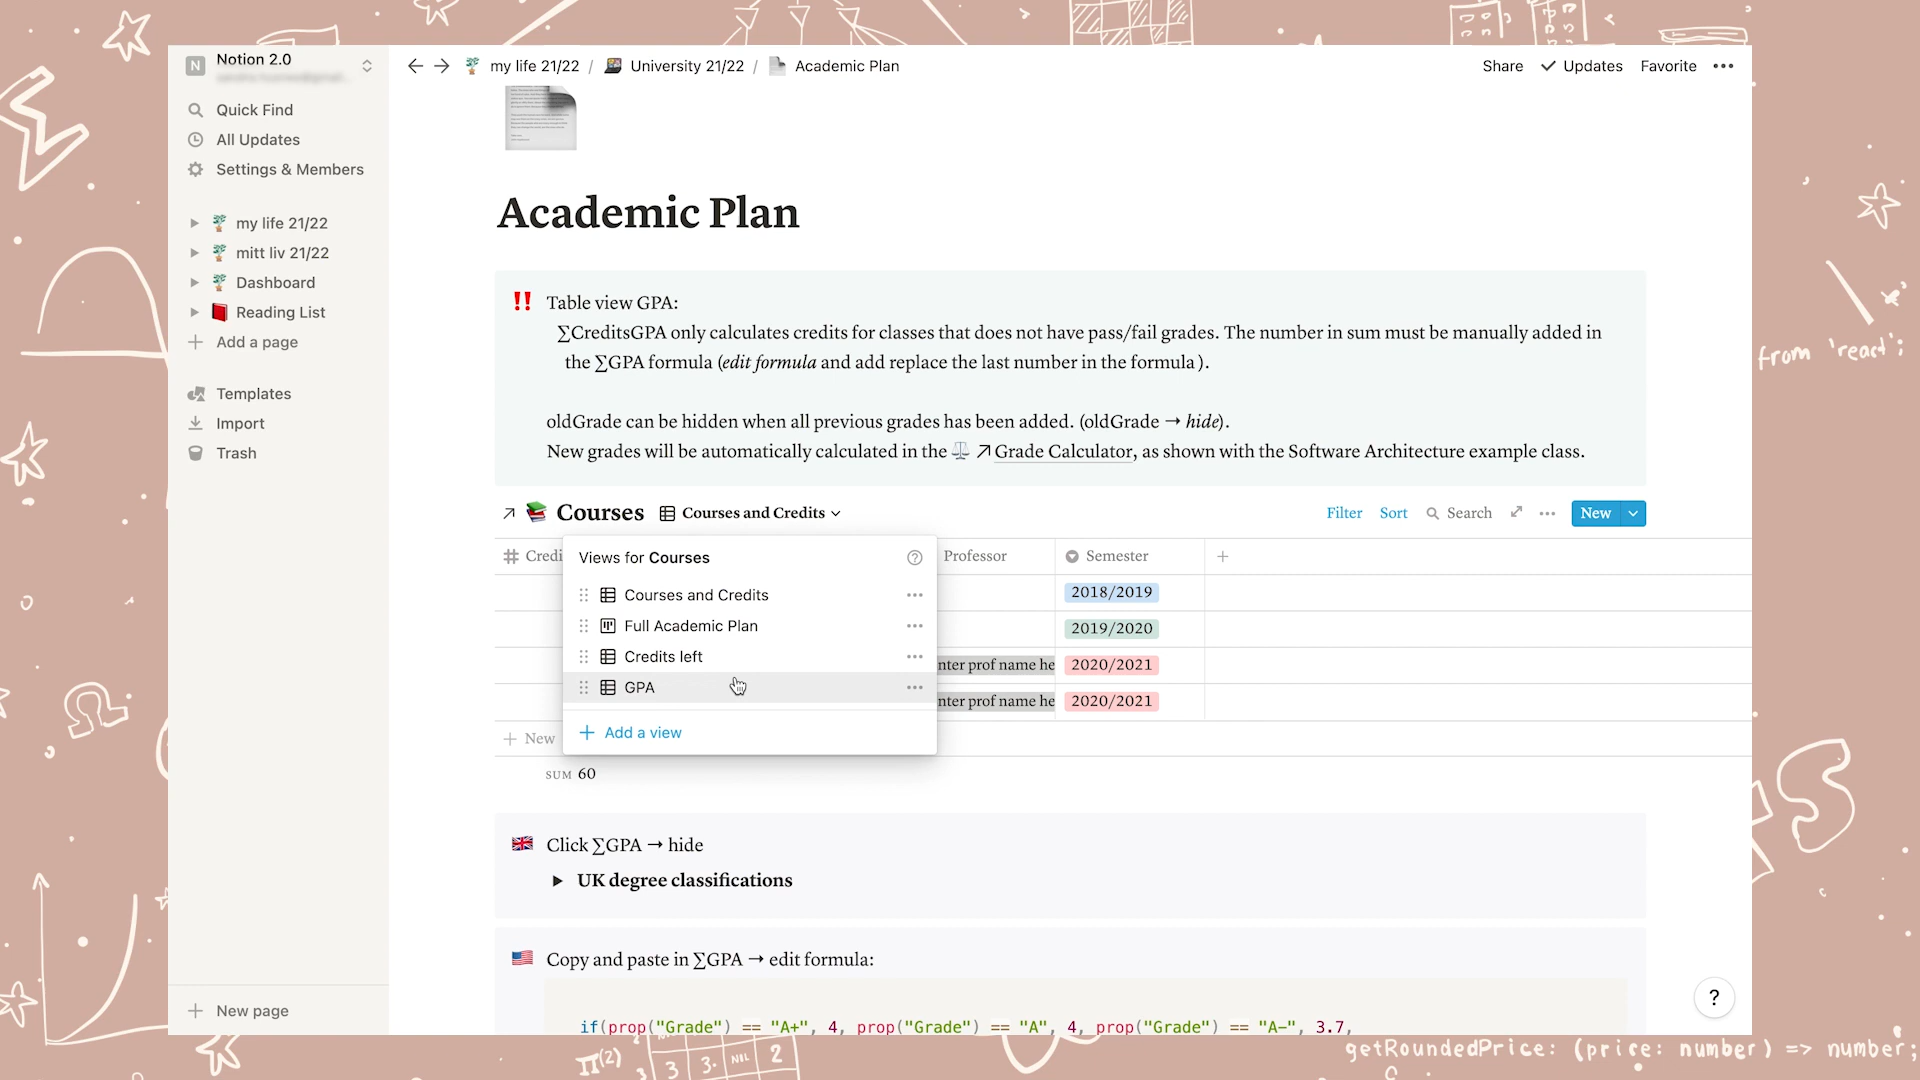 Notion 2.0
my life 21/22 / University 21/22 / Academic Plan
Share Updates Favorite
Quick Find
All Updates
Settings & Members
my life 21/22
mitt liv 21/22
Dashboard
Reading List
Add a page
Templates
Import
Trash
New page
Academic Plan
Table view GPA:
∑CreditsGPA only calculates credits for classes that does not have pass/fail grades. The number in sum must be manually added in
the ∑GPA formula (edit formula and add replace the last number in the formula).
oldGrade can be hidden when all previous grades has been added. (oldGrade → hide).
New grades will be automatically calculated in the ↗ Grade Calculator, as shown with the Software Architecture example class.
↗ Courses Courses and Credits
Filter Sort Search New
# Credi Professor Semester +
Views for Courses
Courses and Credits
Full Academic Plan
Credits left
GPA
+ Add a view
2018/2019
2019/2020
nter prof name he 2020/2021
nter prof name he 2020/2021
+ New
SUM 60
Click ∑GPA → hide
UK degree classifications
Copy and paste in ∑GPA → edit formula:
if(prop("Grade") == "A+", 4, prop("Grade") == "A", 4, prop("Grade") == "A-", 3.7,
?
from 'react';
getRoundedPrice: (price: number) => number;
π(2)
3 3. NIL 2